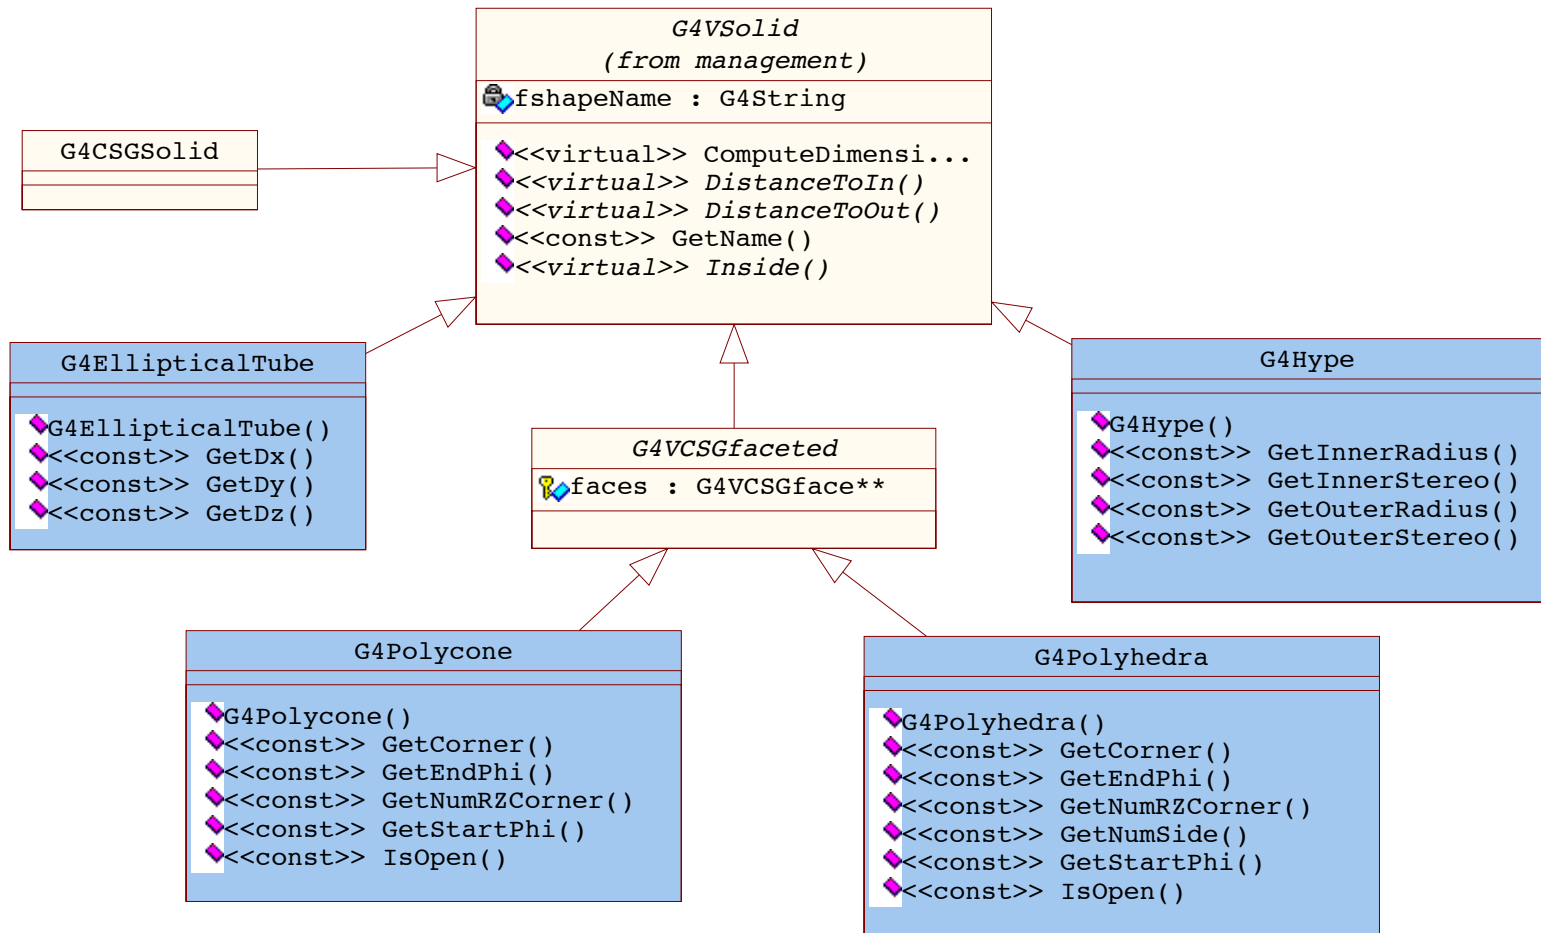 G4VSolid
(from management)
fshapeName : G4String
<<virtual>> ComputeDimensi...
<<virtual>> DistanceToIn()
<<virtual>> DistanceToOut()
<<const>> GetName()
<<virtual>> Inside()
G4CSGSolid
G4EllipticalTube
G4EllipticalTube()
<<const>> GetDx()
<<const>> GetDy()
<<const>> GetDz()
G4VCSGfaceted
faces : G4VCSGface**
G4Hype
G4Hype()
<<const>> GetInnerRadius()
<<const>> GetInnerStereo()
<<const>> GetOuterRadius()
<<const>> GetOuterStereo()
G4Polycone
G4Polycone()
<<const>> GetCorner()
<<const>> GetEndPhi()
<<const>> GetNumRZCorner()
<<const>> GetStartPhi()
<<const>> IsOpen()
G4Polyhedra
G4Polyhedra()
<<const>> GetCorner()
<<const>> GetEndPhi()
<<const>> GetNumRZCorner()
<<const>> GetNumSide()
<<const>> GetStartPhi()
<<const>> IsOpen()